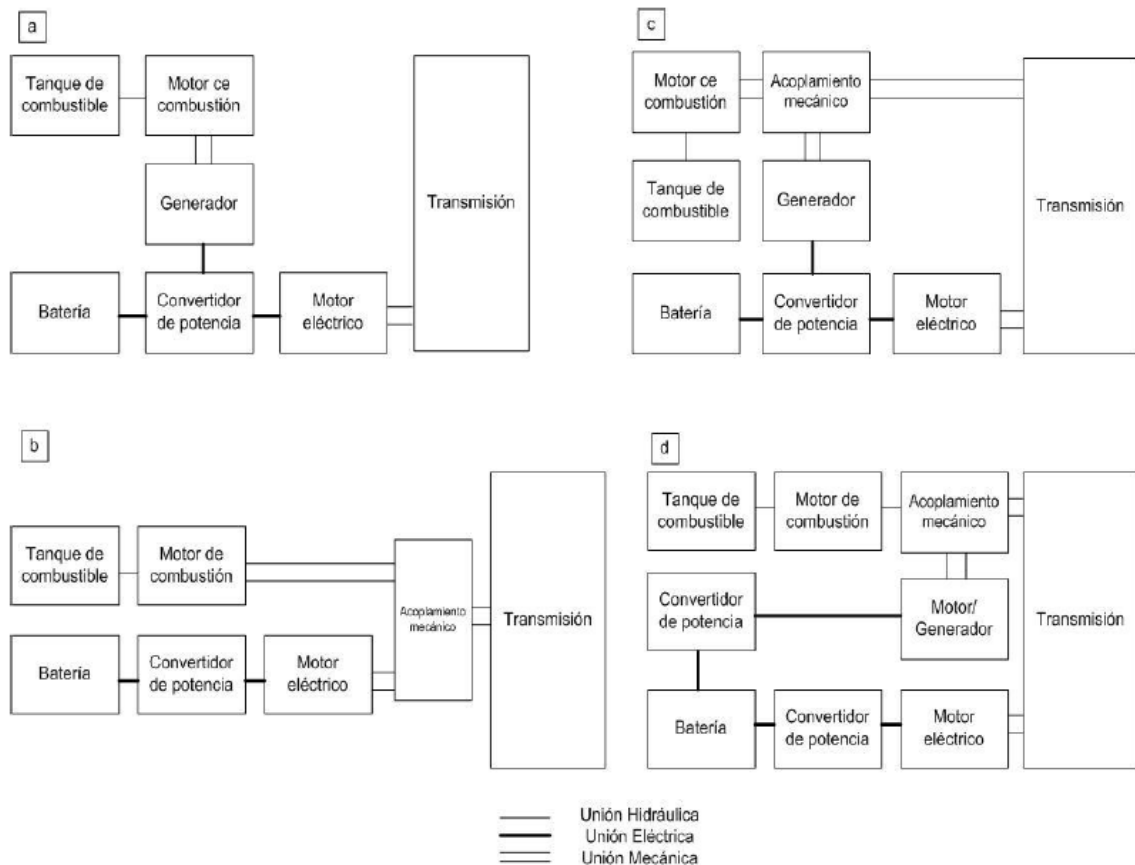 a
Tanque de
combustible
Motor ce
combustión
Generador
Transmisión
Batería
Convertidor
de potencia
Motor
eléctrico
c
Motor ce
combustión
Acoplamiento
mecánico
Tanque de
combustible
Generador
Transmisión
Batería
Convertidor
de potencia
Motor
eléctrico
b
Tanque de
combustible
Motor de
combustión
Acoplamiento
mecánico
Transmisión
Batería
Convertidor
de potencia
Motor
eléctrico
d
Tanque de
combustible
Motor de
combustión
Acoplamiento
mecánico
Convertidor
de potencia
Motor/
Generador
Transmisión
Batería
Convertidor
de potencia
Motor
eléctrico
Unión Hidráulica
Unión Eléctrica
Unión Mecánica